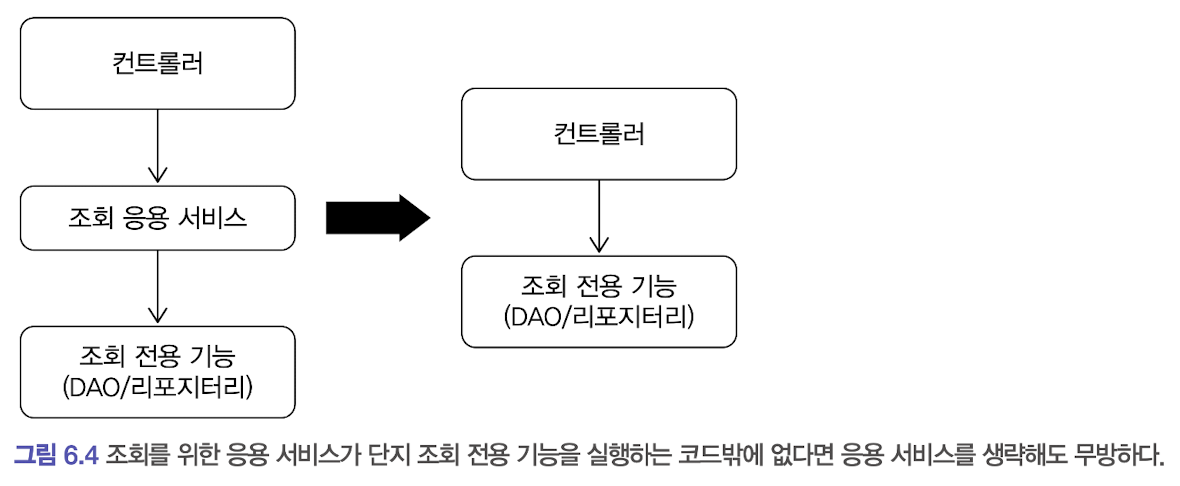 컨트롤러
조회 응용 서비스
조회 전용 기능
(DAO/리포지터리)
컨트롤러
조회 전용 기능
(DAO/리포지터리)
그림 6.4 조회를 위한 응용 서비스가 단지 조회 전용 기능을 실행하는 코드밖에 없다면 응용 서비스를 생략해도 무방하다.